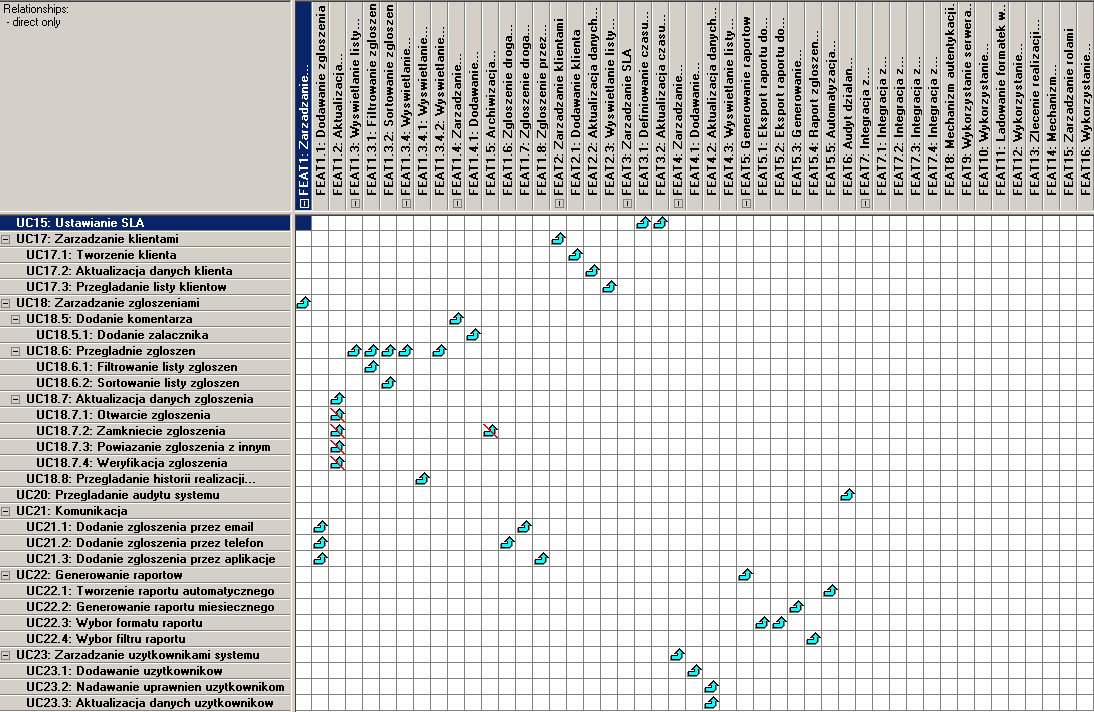 Relationships:
- direct only
FEAT1: Zarzadzanie...
FEAT1.1: Dodawanie zgloszenia
FEAT1.2: Aktualizacja...
FEAT1.3: Wyswietlanie listy...
FEAT1.3.1: Filtrowanie zgloszen
FEAT1.3.2: Sortowanie zgloszen
FEAT1.3.4: Wyswietlanie...
FEAT1.3.4.1: Wyswietlanie...
FEAT1.3.4.2: Wyswietlanie...
FEAT1.4: Zarzadzanie...
FEAT1.4.1: Dodawanie...
FEAT1.5: Archiwizacja...
FEAT1.6: Zgloszenie droga...
FEAT1.7: Zgloszenie droga...
FEAT1.8: Zgloszenie przez...
FEAT2: Zarzadzanie klientami
FEAT2.1: Dodawanie klienta
FEAT2.2: Aktualizacja danych...
FEAT2.3: Wyswietlanie listy...
FEAT3: Zarzadzanie SLA
FEAT3.1: Definiowanie czasu...
FEAT3.2: Aktualizacja czasu...
FEAT4: Zarzadzanie...
FEAT4.1: Dodawanie...
FEAT4.2: Aktualizacja danych...
FEAT4.3: Wyswietlanie listy...
FEAT5: Generowanie raportow
FEAT5.1: Eksport raportu do...
FEAT5.2: Eksport raportu do...
FEAT5.3: Generowanie...
FEAT5.4: Raport zgloszen...
FEAT5.5: Automatyzacja...
FEAT6: Audyt dzialan...
FEAT7: Integracja z...
FEAT7.1: Integracja z...
FEAT7.2: Integracja z...
FEAT7.3: Integracja z...
FEAT7.4: Integracja z...
FEAT8: Mechanizm autentykacji.
FEAT9: Wykorzystanie serwera..
FEAT10: Wykorzystanie...
FEAT11: Ladowanie formatek w..
FEAT12: Wykorzystanie...
FEAT13: Zlecenie realizacji...
FEAT14: Mechanizm...
FEAT15: Zarzadzanie rolami
FEAT16: Wykorzystanie...
UC15: Ustawianie SLA
UC17: Zarzadzanie klientami
UC17.1: Tworzenie klienta
UC17.2: Aktualizacja danych klienta
UC17.3: Przegladanie listy klientow
UC18: Zarzadzanie zgloszeniami
UC18.5: Dodanie komentarza
UC18.5.1: Dodanie zalacznika
UC18.6: Przegladnie zgloszen
UC18.6.1: Filtrowanie listy zgloszen
UC18.6.2: Sortowanie listy zgloszen
UC18.7: Aktualizacja danych zgloszenia
UC18.7.1: Otwarcie zgloszenia
UC18.7.2: Zamkniecie zgloszenia
UC18.7.3: Powiazanie zgloszenia z innym
UC18.7.4: Weryfikacja zgloszenia
UC18.8: Przegladanie historii realizacji...
UC20: Przegladanie audytu systemu
UC21: Komunikacja
UC21.1: Dodanie zgloszenia przez email
UC21.2: Dodanie zgloszenia przez telefon
UC21.3: Dodanie zgloszenia przez aplikacje
UC22: Generowanie raportow
UC22.1: Tworzenie raportu automatycznego
UC22.2: Generowanie raportu miesiecznego
UC22.3: Wybor formatu raportu
UC22.4: Wybor filtru raportu
UC23: Zarzadzanie uzytkownikami systemu
UC23.1: Dodawanie uzytkownikow
UC23.2: Nadawanie uprawnien uzytkownikom
UC23.3: Aktualizacja danych uzytkownikow